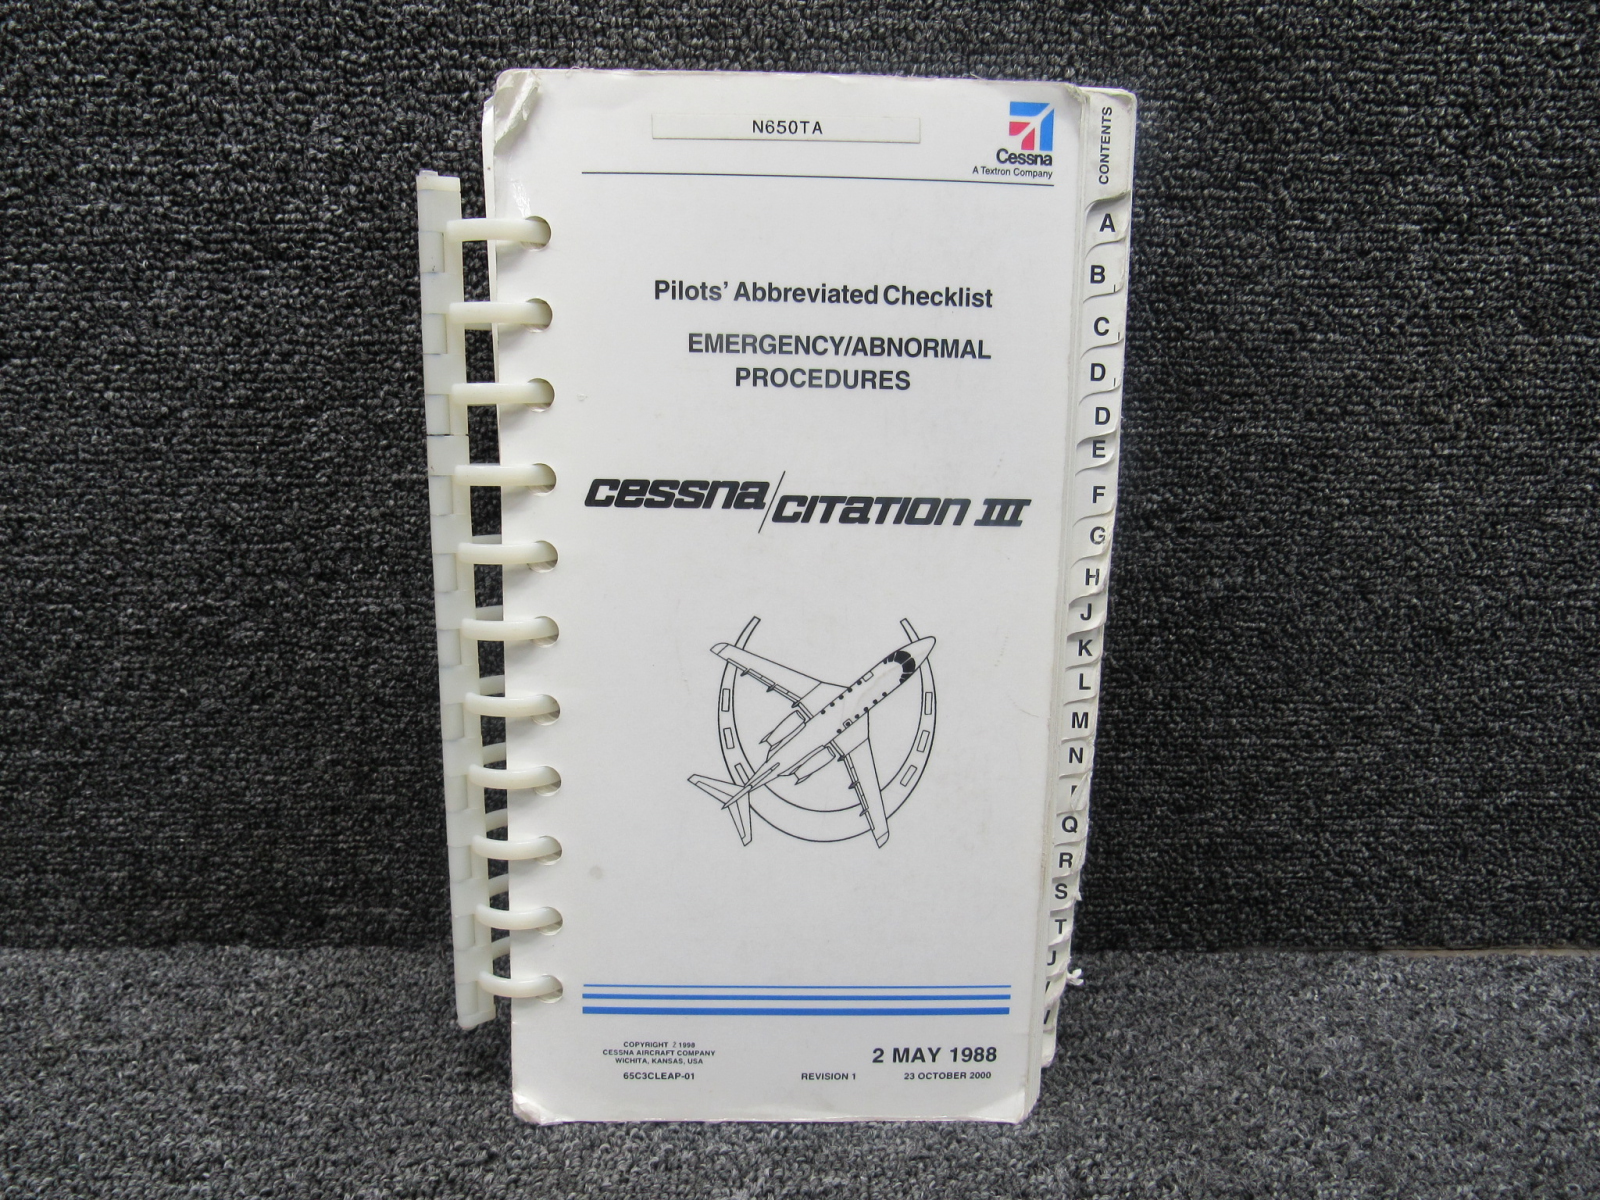 N650TA
Cessna
A Textron Company
Pilots' Abbreviated Checklist
EMERGENCY/ABNORMAL
PROCEDURES
Cessna/CITATION III
COPYRIGHT 1998
CESSNA AIRCRAFT COMPANY
WICHITA, KANSAS, USA
65C3CLEAP-01
2 MAY 1988
REVISION 1
23 OCTOBER 2000
CONTENTS
A
B
C
D
D
E
F
G
H
J
K
L
M
N
Q
R
S
T